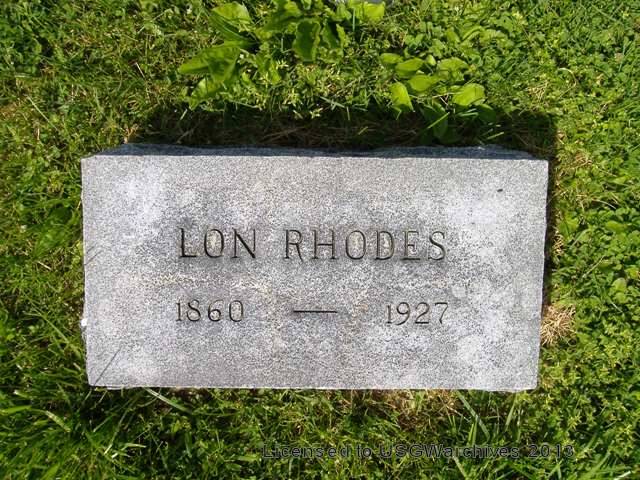 LON RHODES
1860 — 1927
Licensed to USGWarchives 2013